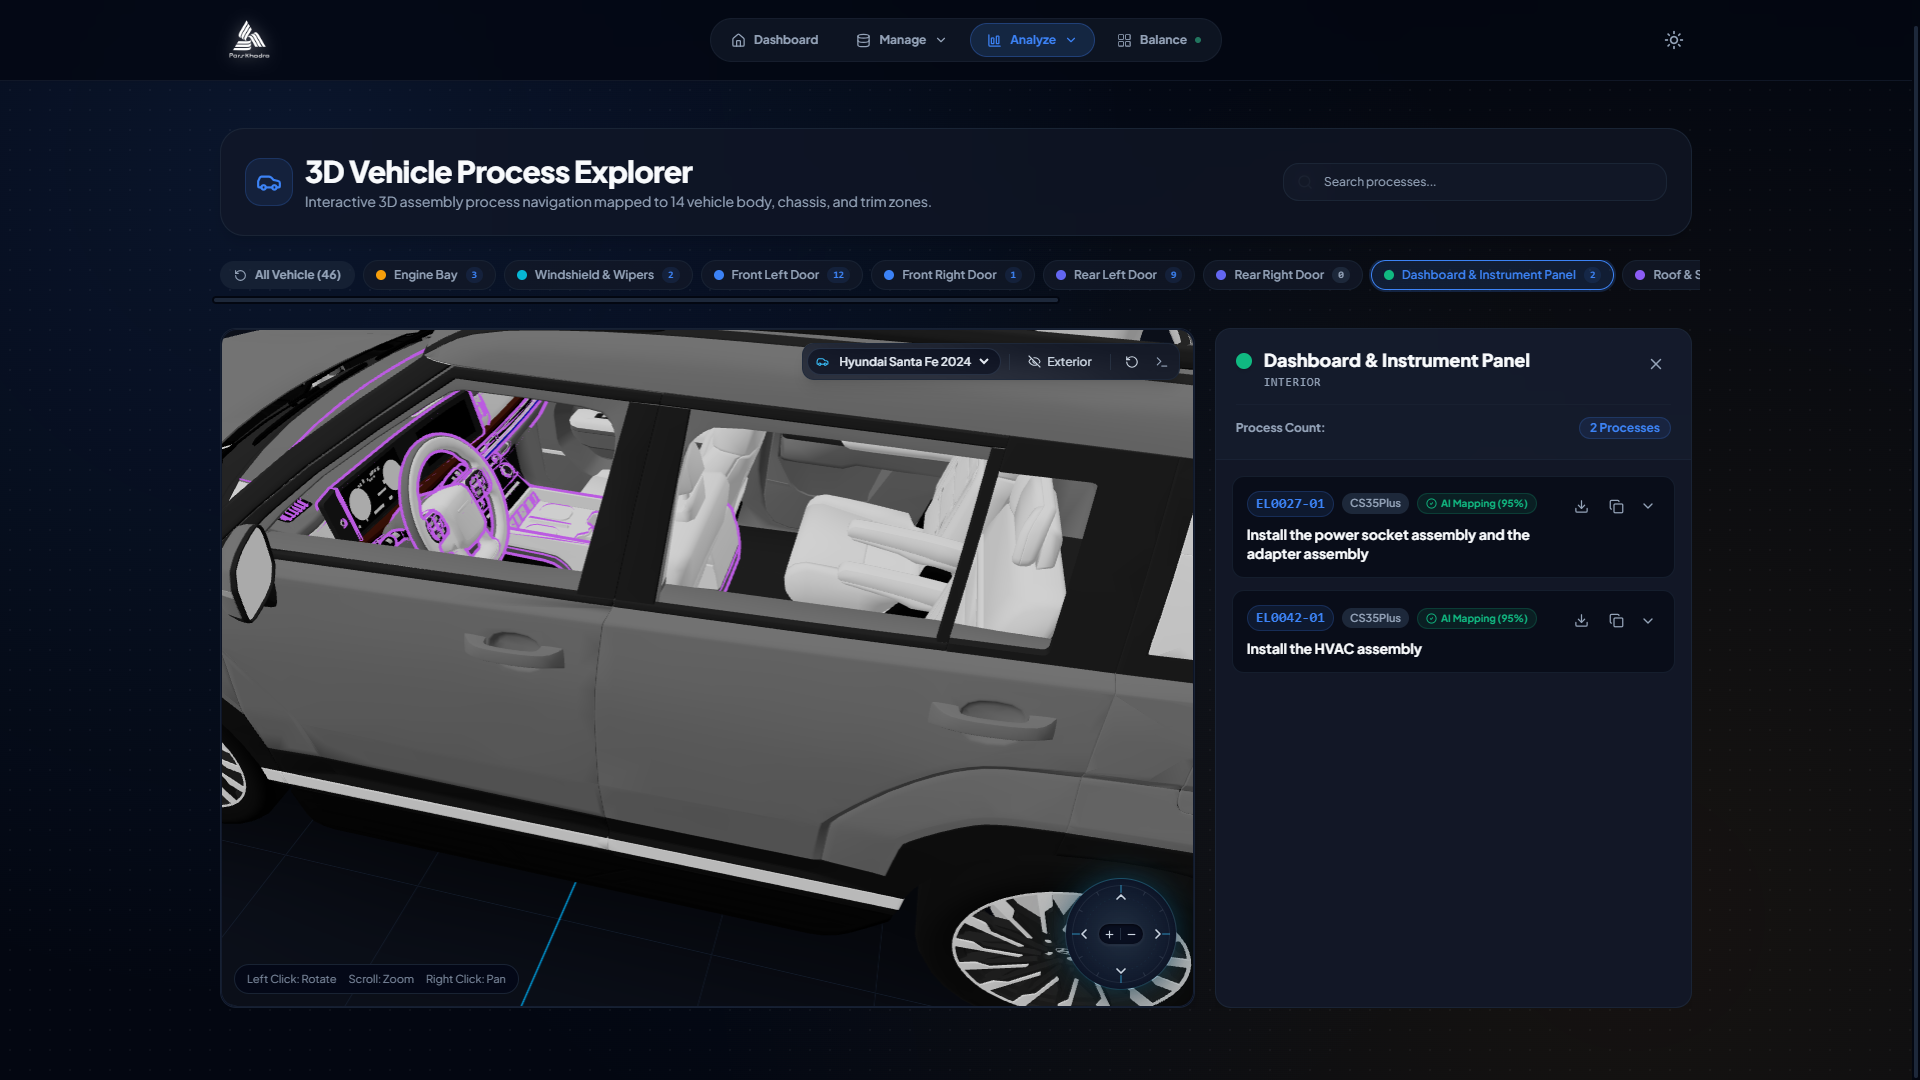 ParsKhodro
Dashboard
Manage
Analyze
Balance
3D Vehicle Process Explorer
Interactive 3D assembly process navigation mapped to 14 vehicle body, chassis, and trim zones.
Search processes...
All Vehicle (46)
Engine Bay 3
Windshield & Wipers 2
Front Left Door 12
Front Right Door 1
Rear Left Door 9
Rear Right Door 0
Dashboard & Instrument Panel 2
Roof & S
Hyundai Santa Fe 2024
Exterior
Left Click: Rotate Scroll: Zoom Right Click: Pan
Dashboard & Instrument Panel
INTERIOR
Process Count:
2 Processes
EL0027-01 CS35Plus AI Mapping (95%)
Install the power socket assembly and the
adapter assembly
EL0042-01 CS35Plus AI Mapping (95%)
Install the HVAC assembly